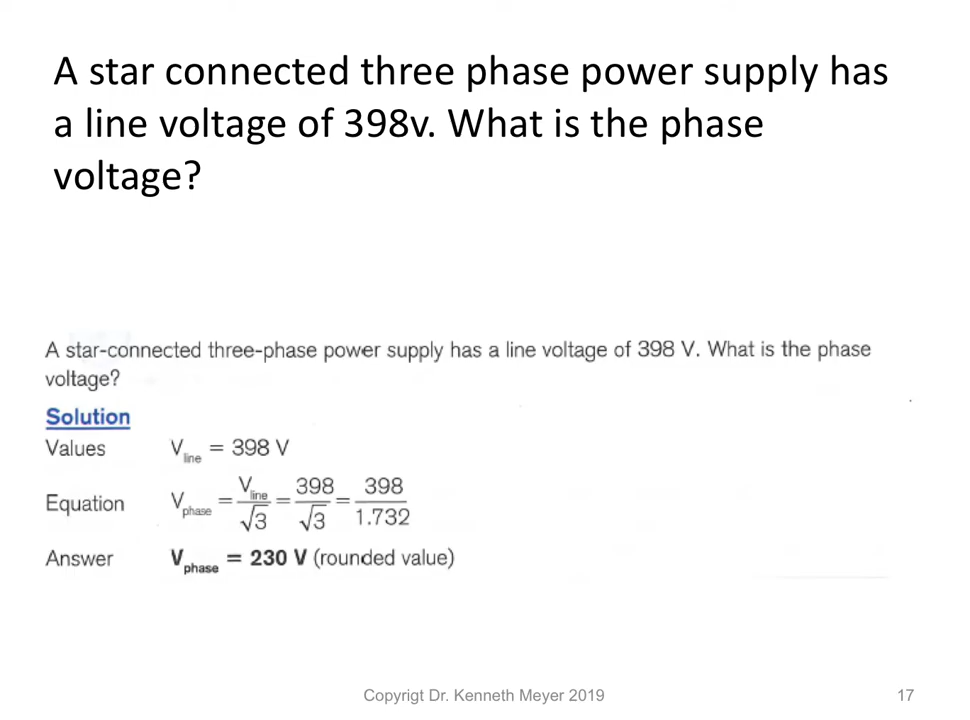 A star connected three phase power supply has
a line voltage of 398v. What is the phase
voltage?
A star-connected three-phase power supply has a line voltage of 398 V. What is the phase
voltage?
Solution
Values V_line = 398 V
Equation V_phase = V_line/√3 = 398/√3 = 398/1.732
Answer V_phase = 230 V (rounded value)
Copyrigt Dr. Kenneth Meyer 2019 17